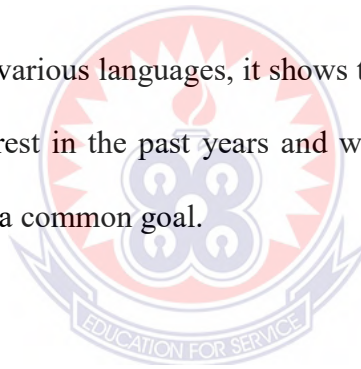 various languages, it shows t
rest in the past years and w
a common goal.
EDUCATION FOR SERVICE